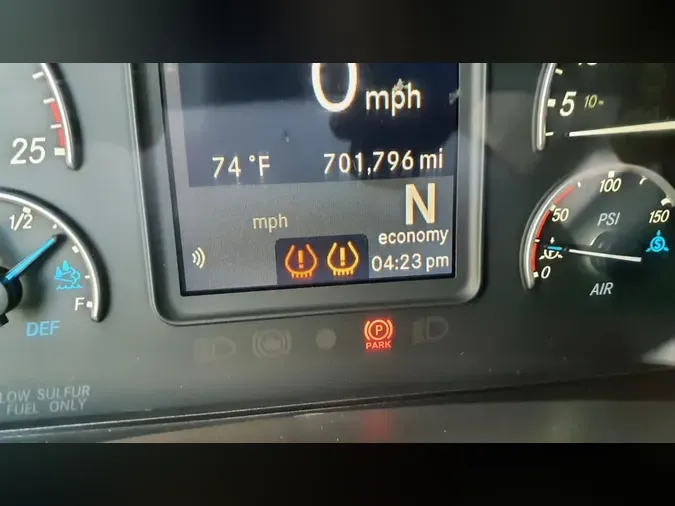 0 mph
74 °F 701,796 mi
mph
N
economy
04:23 pm
25
1/2
F
DEF
LOW SULFUR
FUEL ONLY
P
PARK
5 10
50 100 150
PSI
0
S
AIR